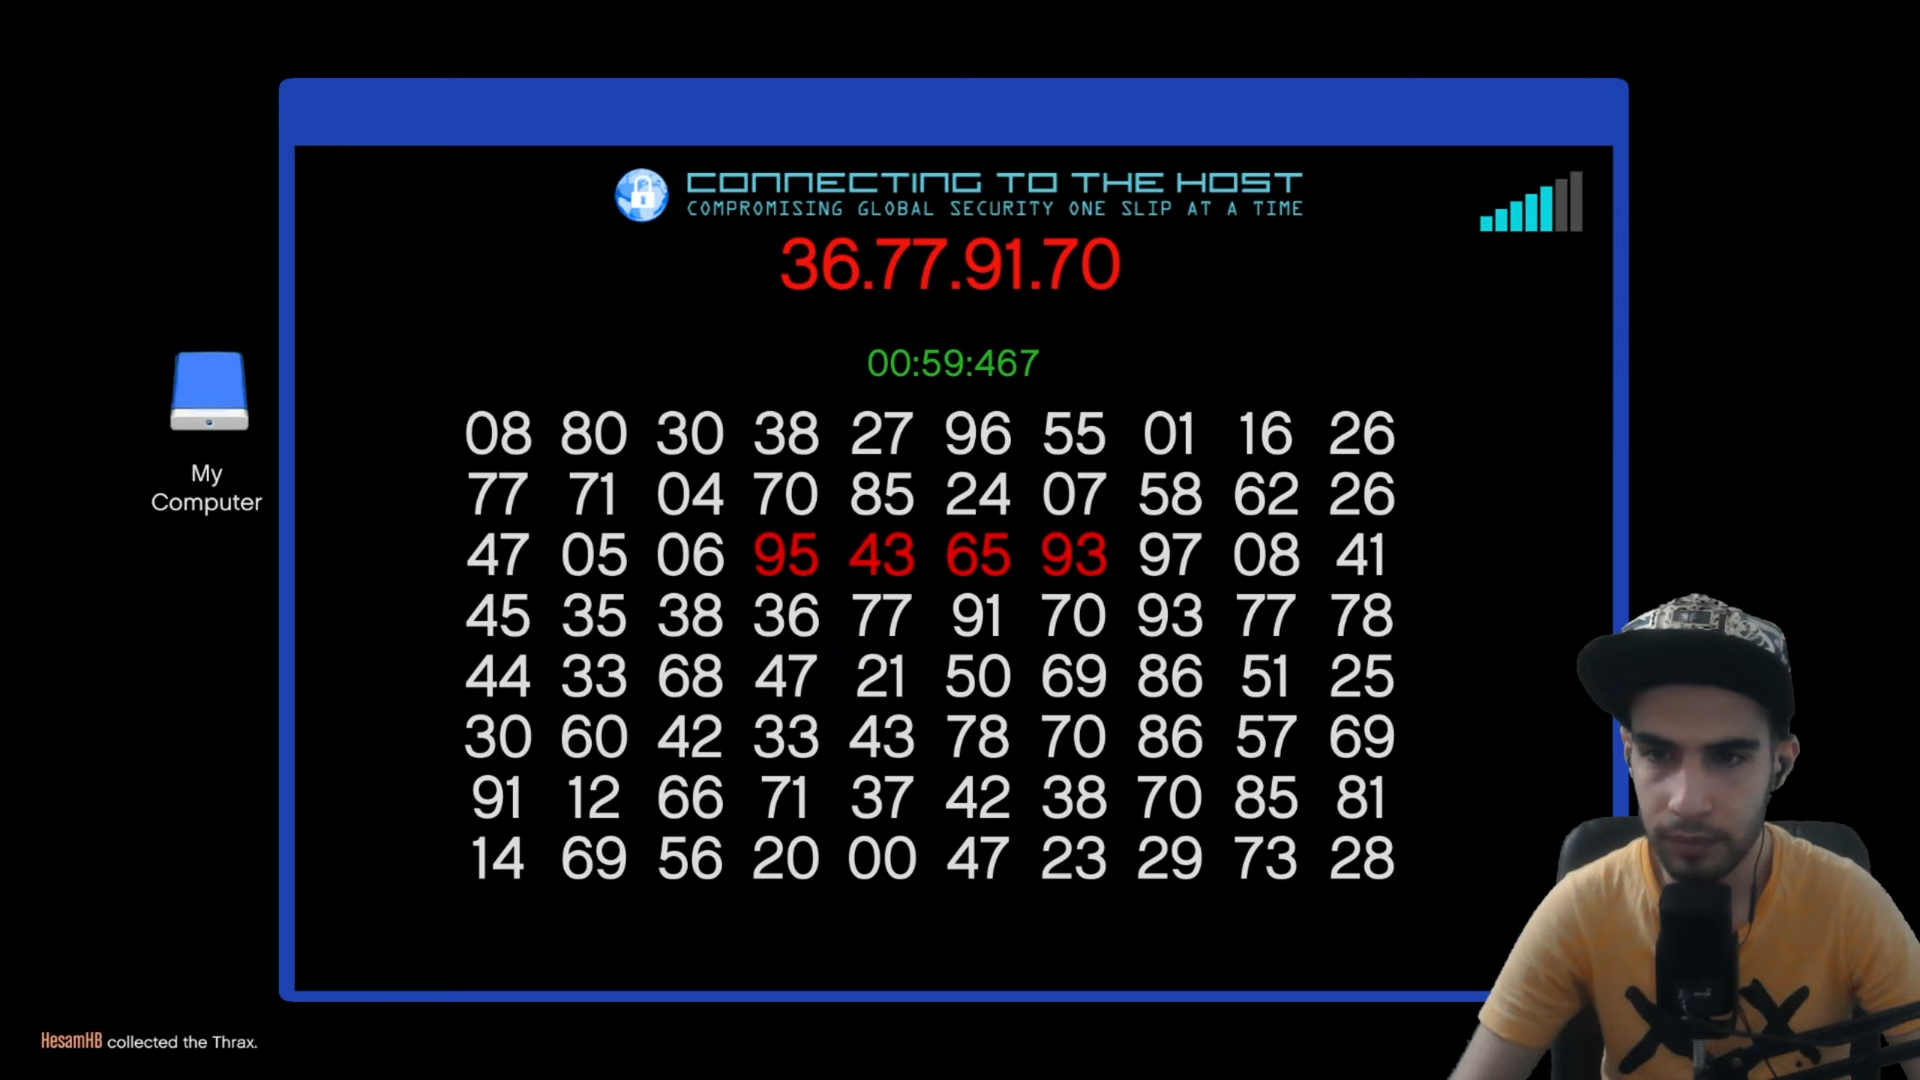 CONNECTING TO THE HOST
COMPROMISING GLOBAL SECURITY ONE SLIP AT A TIME
36.77.91.70
00:59:467
08 80 30 38 27 96 55 01 16 26
77 71 04 70 85 24 07 58 62 26
47 05 06 95 43 65 93 97 08 41
45 35 38 36 77 91 70 93 77 78
44 33 68 47 21 50 69 86 51 25
30 60 42 33 43 78 70 86 57 69
91 12 66 71 37 42 38 70 85 81
14 69 56 20 00 47 23 29 73 28
My
Computer
HesamHB collected the Thrax.